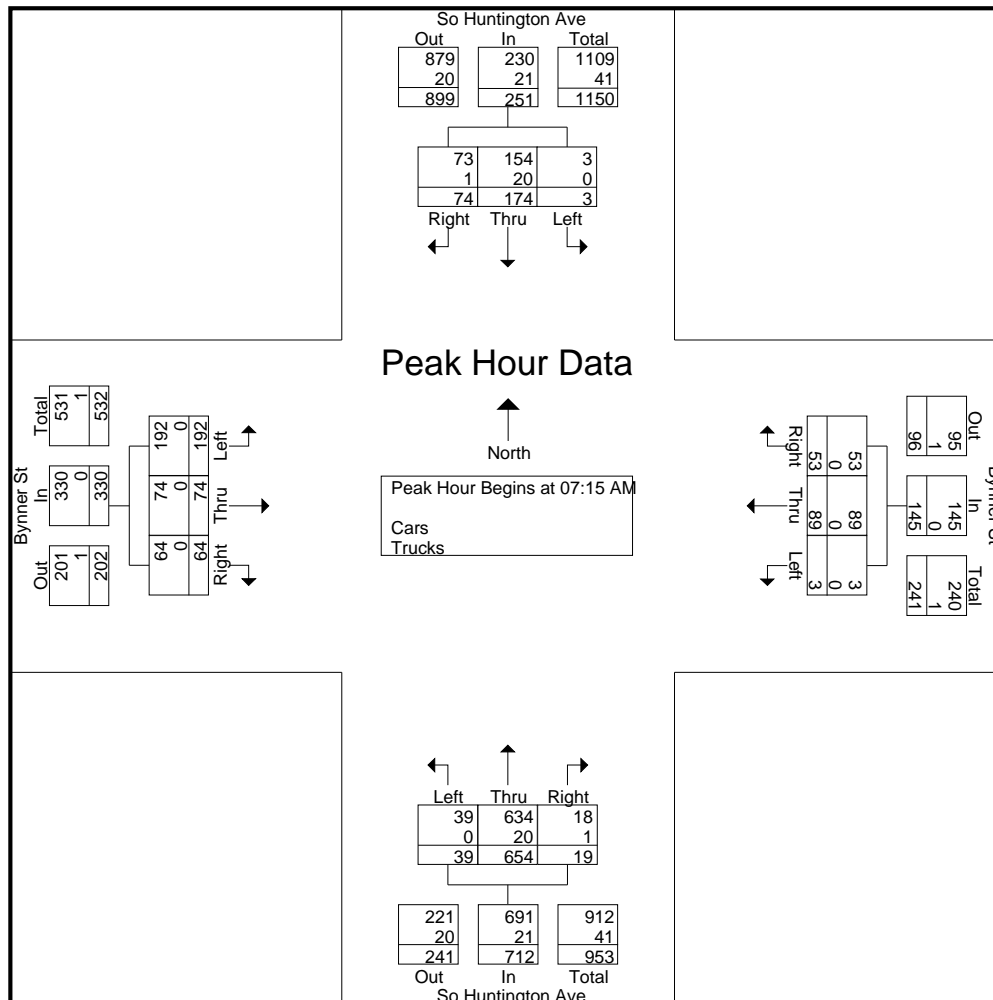 So Huntington Ave
Out In Total
879 230 1109
20 21 41
899 251 1150
73 154 3
1 20 0
74 174 3
Right Thru Left
Peak Hour Data
North
Peak Hour Begins at 07:15 AM
Cars
Trucks
Bynner St
Total In Out
531 330 201
1 0 1
532 330 202
192 74 64
0 0 0
192 74 64
Left Thru Right
Right Thru Left
53 89 3
0 0 0
53 89 3
Out In Total
95 145 240
1 0 1
96 145 241
Bynner St
Left Thru Right
39 634 18
0 20 1
39 654 19
221 691 912
20 21 41
241 712 953
Out In Total
So Huntington Ave